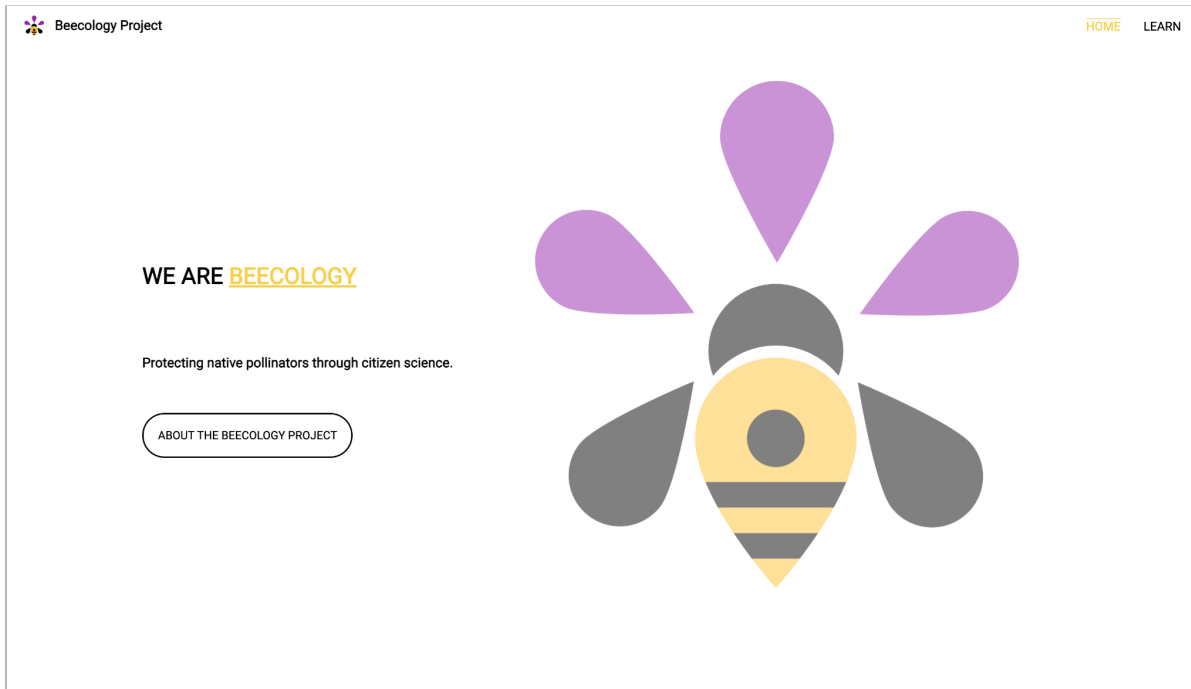 Beecology Project
HOME LEARN
WE ARE BEECOLOGY
Protecting native pollinators through citizen science.
ABOUT THE BEECOLOGY PROJECT